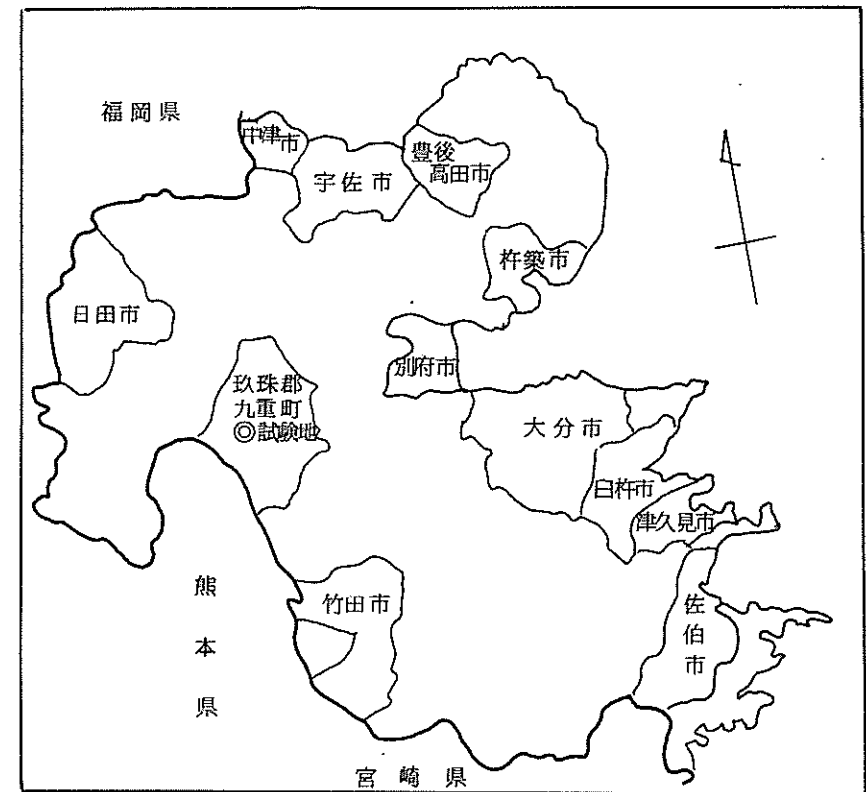 福岡県
中津市
宇佐市
豊後
高田市
杵築市
日田市
別府市
玖珠郡
九重町
◎試験地
大分市
臼杵市
津久見市
竹田市
佐伯市
熊本県
宮崎県